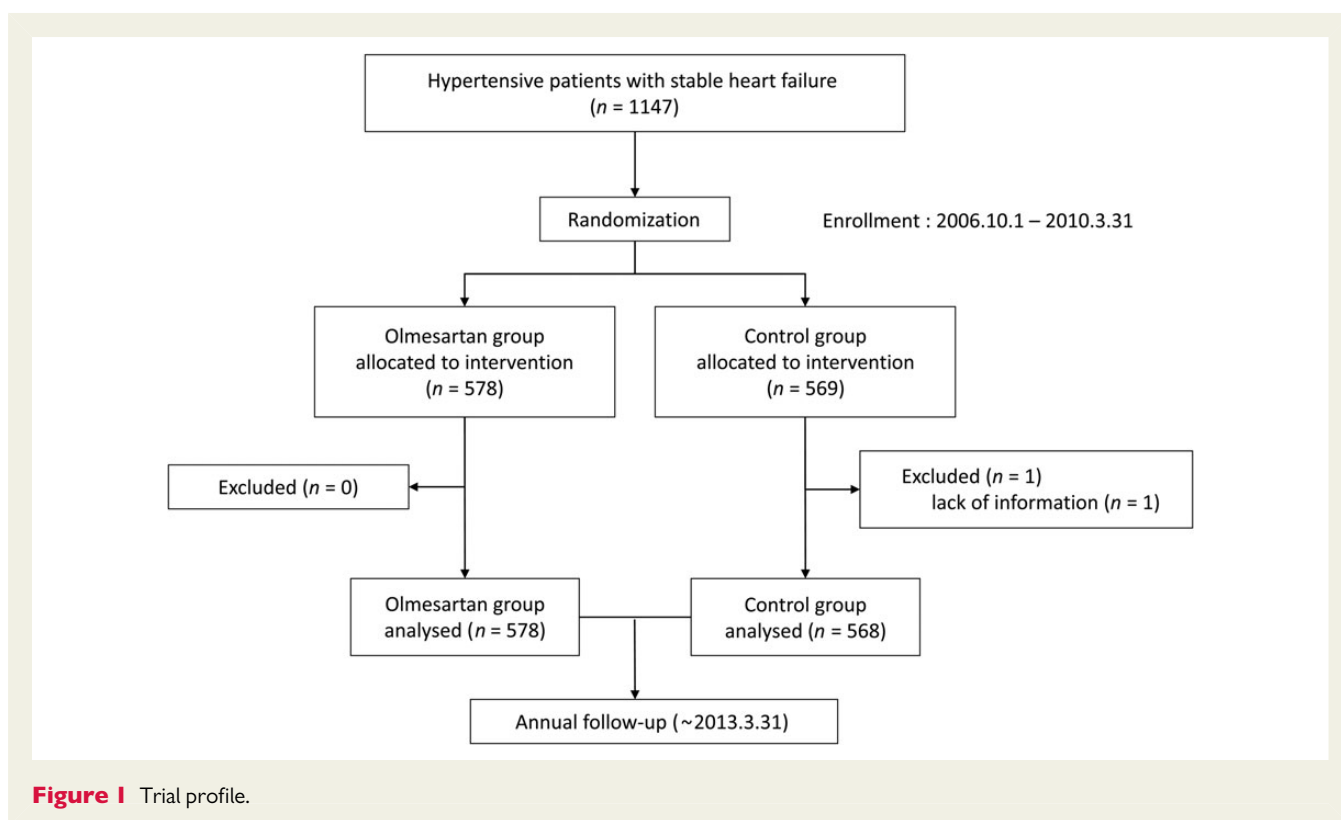 Hypertensive patients with stable heart failure
(n = 1147)
Randomization
Enrollment : 2006.10.1 – 2010.3.31
Olmesartan group
allocated to intervention
(n = 578)
Control group
allocated to intervention
(n = 569)
Excluded (n = 0)
Excluded (n = 1)
lack of information (n = 1)
Olmesartan group
analysed (n = 578)
Control group
analysed (n = 568)
Annual follow-up (~2013.3.31)
Figure 1 Trial profile.